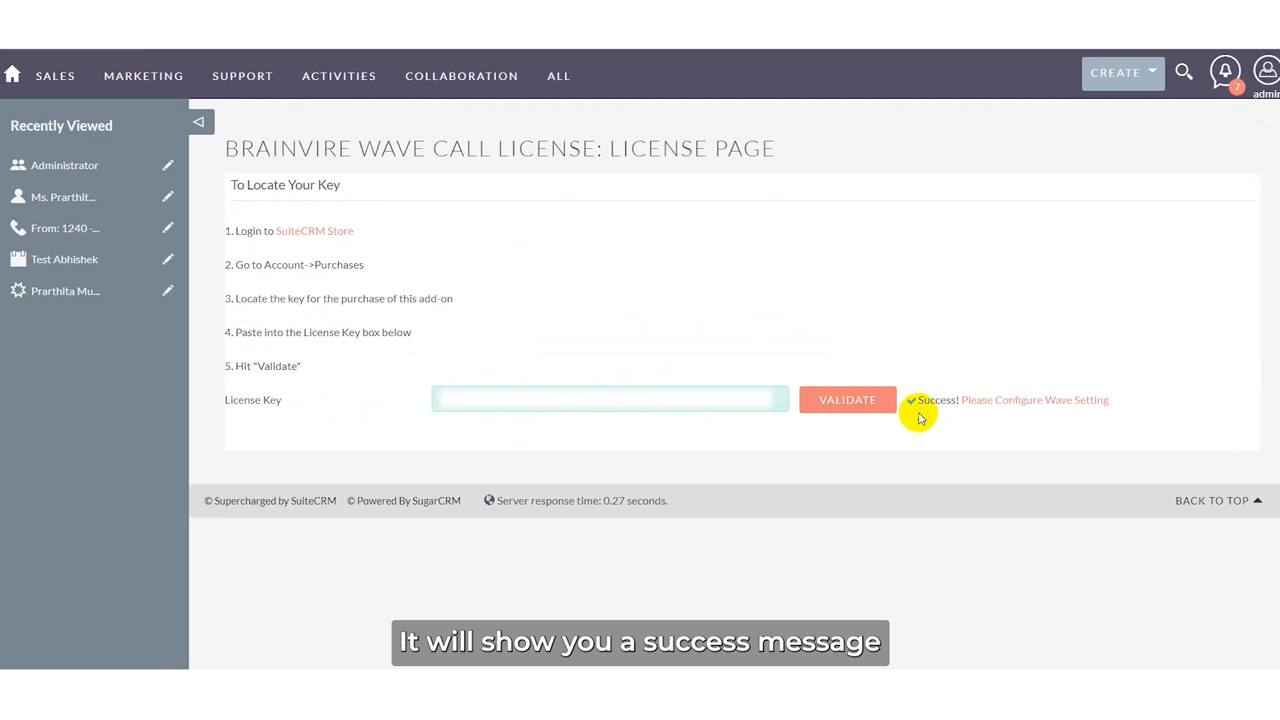 SALES MARKETING SUPPORT ACTIVITIES COLLABORATION ALL CREATE 7
admin
Recently Viewed
Administrator
Ms. Prarthit...
From: 1240 -...
Test Abhishek
Prarthita Mu...
BRAINVIRE WAVE CALL LICENSE: LICENSE PAGE
To Locate Your Key
1. Login to SuiteCRM Store
2. Go to Account->Purchases
3. Locate the key for the purchase of this add-on
4. Paste into the License Key box below
5. Hit "Validate"
License Key VALIDATE Success! Please Configure Wave Setting
© Supercharged by SuiteCRM © Powered By SugarCRM Server response time: 0.27 seconds. BACK TO TOP
It will show you a success message